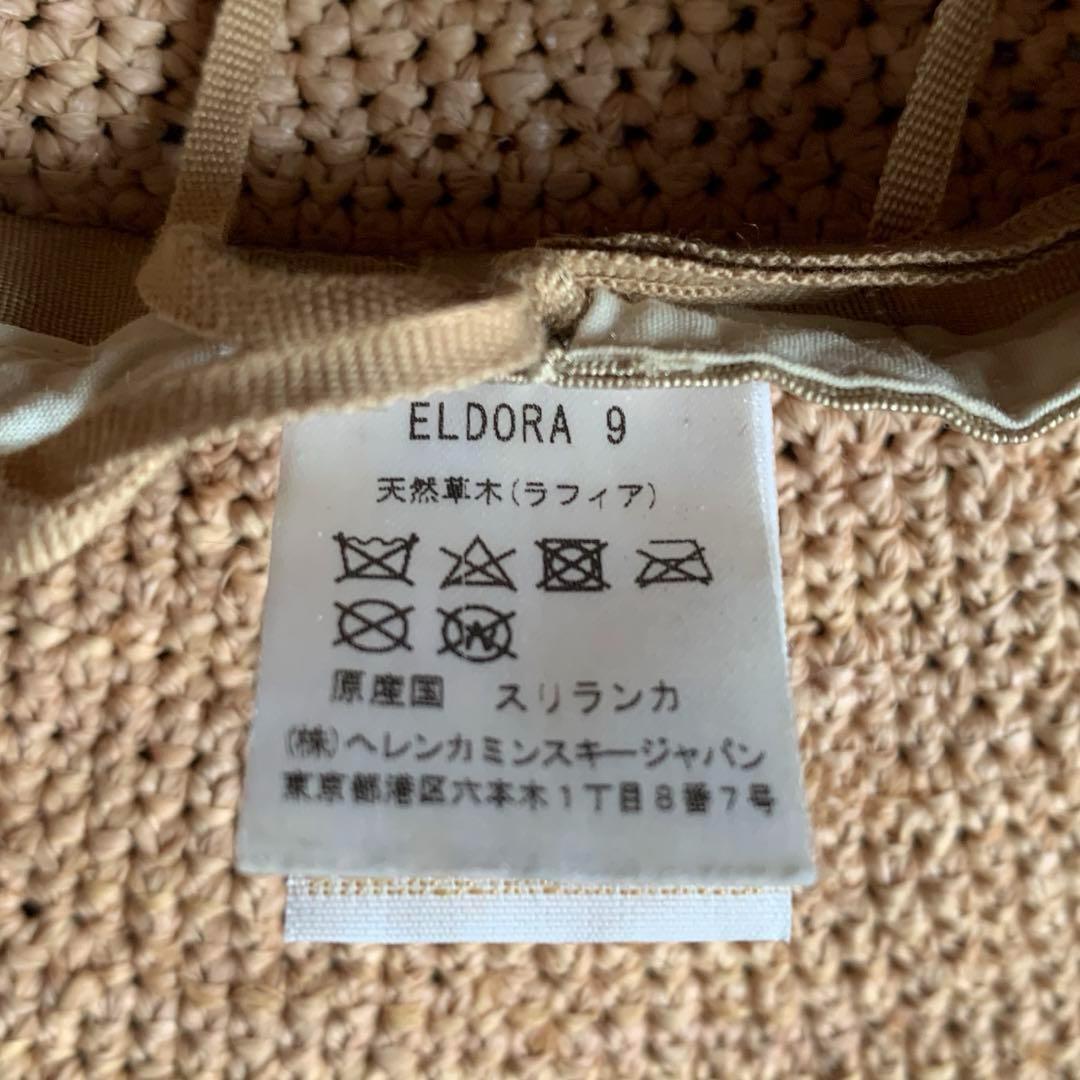 ELDORA 9
天然草木(ラフィア)
W
原産国 スリランカ
(株)ヘレンカミンスキージャパン
東京都港区六本木1丁目8番7号